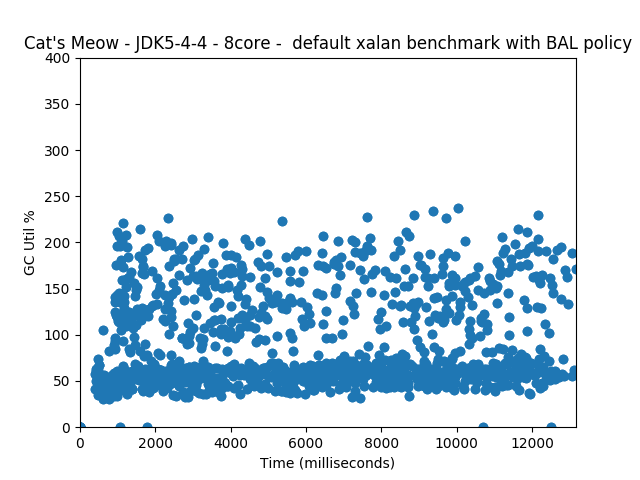 Cat's Meow - JDK5-4-4 - 8core -  default xalan benchmark with BAL policy
400
350
300
250
200
150
100
50
0
GC Util %
0 2000 4000 6000 8000 10000 12000
Time (milliseconds)